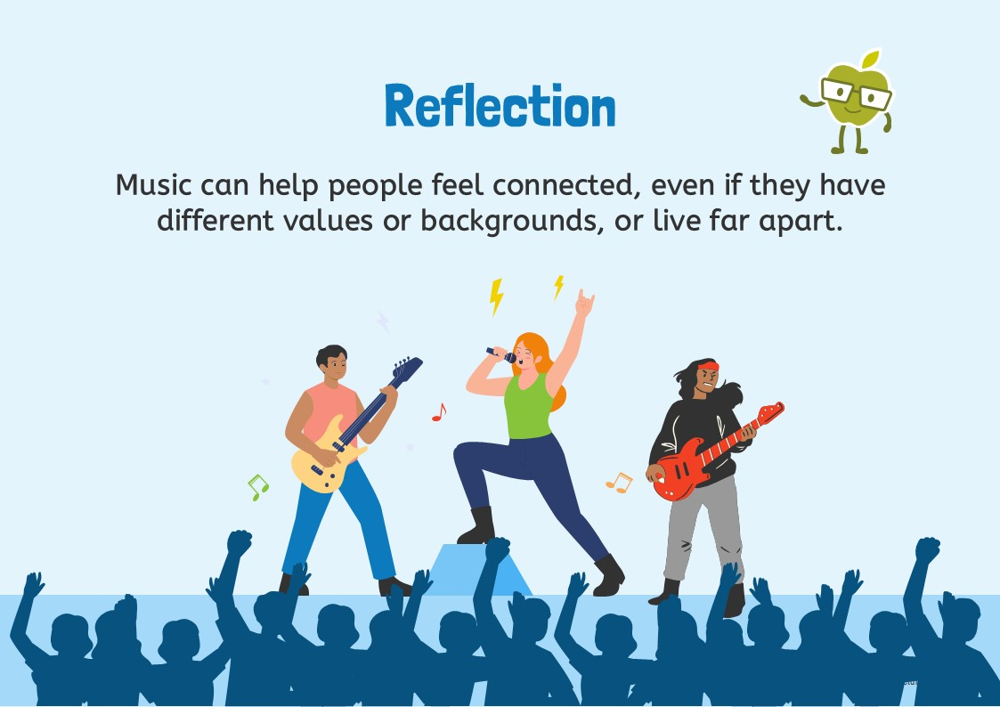 Reflection
Music can help people feel connected, even if they have
different values or backgrounds, or live far apart.